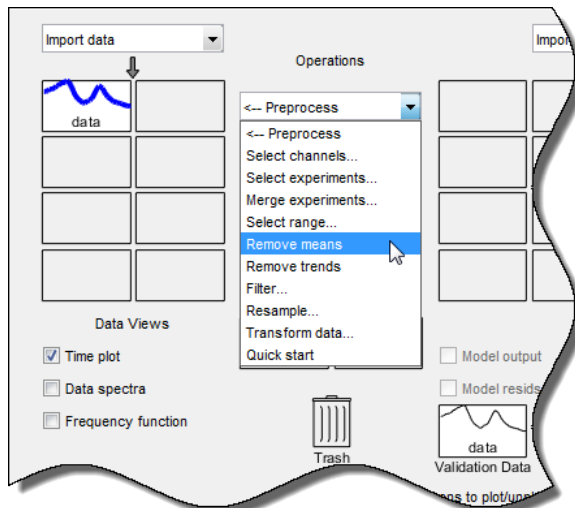 Import data
Impor
Operations
data
<-- Preprocess
<-- Preprocess
Select channels...
Select experiments...
Merge experiments...
Select range...
Remove means
Remove trends
Filter...
Resample...
Transform data...
Quick start
Data Views
Time plot
Data spectra
Frequency function
Trash
Model output
Model resids
data
Validation Data
to plot/unsel